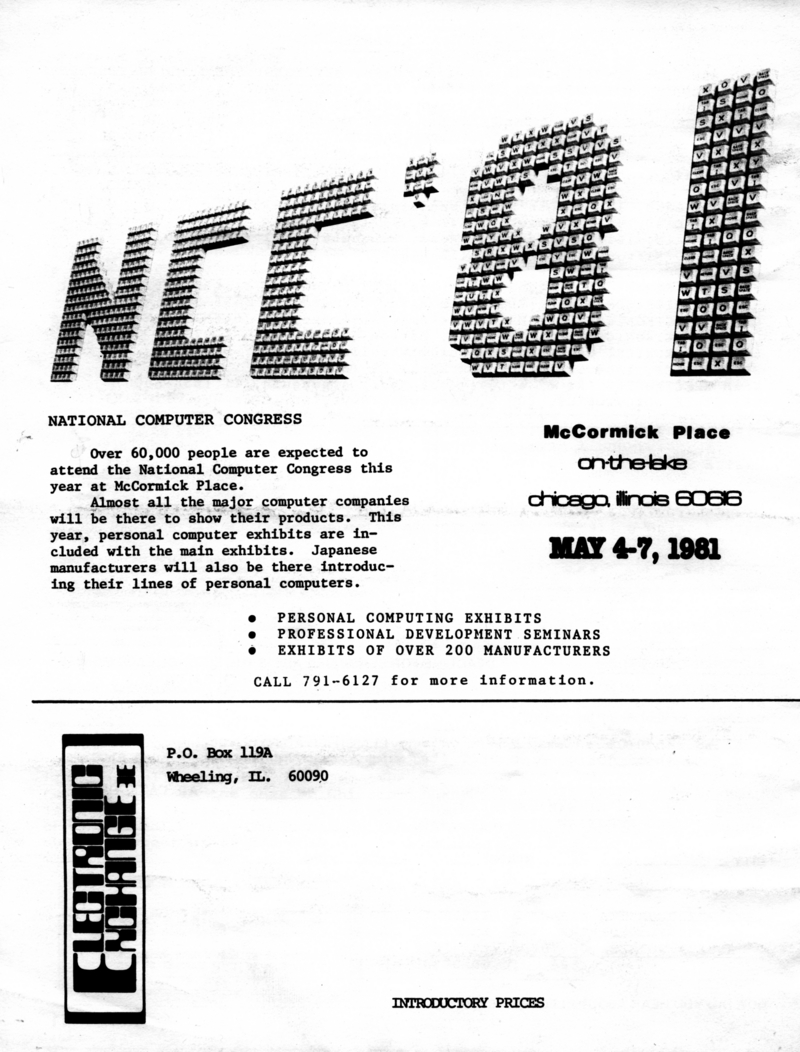 NCC '81
NATIONAL COMPUTER CONGRESS
Over 60,000 people are expected to
attend the National Computer Congress this
year at McCormick Place.
Almost all the major computer companies
will be there to show their products. This
year, personal computer exhibits are in-
cluded with the main exhibits. Japanese
manufacturers will also be there introduc-
ing their lines of personal computers.
McCormick Place
on-the-lake
chicago, illinois 60616
MAY 4-7, 1981
● PERSONAL COMPUTING EXHIBITS
● PROFESSIONAL DEVELOPMENT SEMINARS
● EXHIBITS OF OVER 200 MANUFACTURERS
CALL 791-6127 for more information.
ELECTRONIC
EXCHANGE
P.O. Box 119A
Wheeling, IL. 60090
INTRODUCTORY PRICES